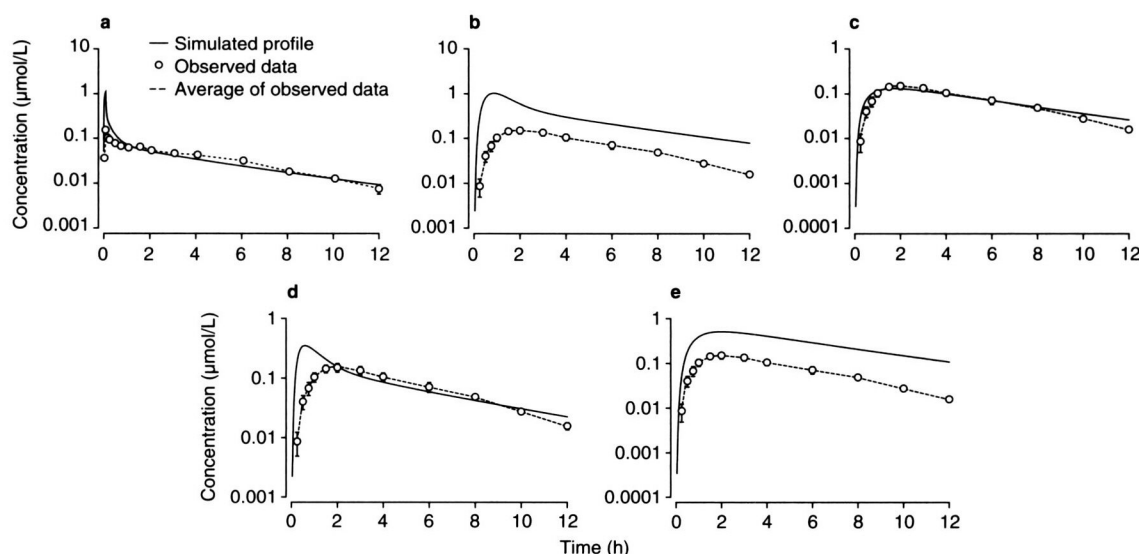 a
b
c
Simulated profile
Observed data
Average of observed data
Concentration (µmol/L)
10
1
0.1
0.01
0.001
0 2 4 6 8 10 12
10
1
0.1
0.01
0.001
0 2 4 6 8 10 12
1
0.1
0.01
0.001
0.0001
0 2 4 6 8 10 12
d
e
Concentration (µmol/L)
1
0.1
0.01
0.001
0 2 4 6 8 10 12
1
0.1
0.01
0.001
0.0001
0 2 4 6 8 10 12
Time (h)